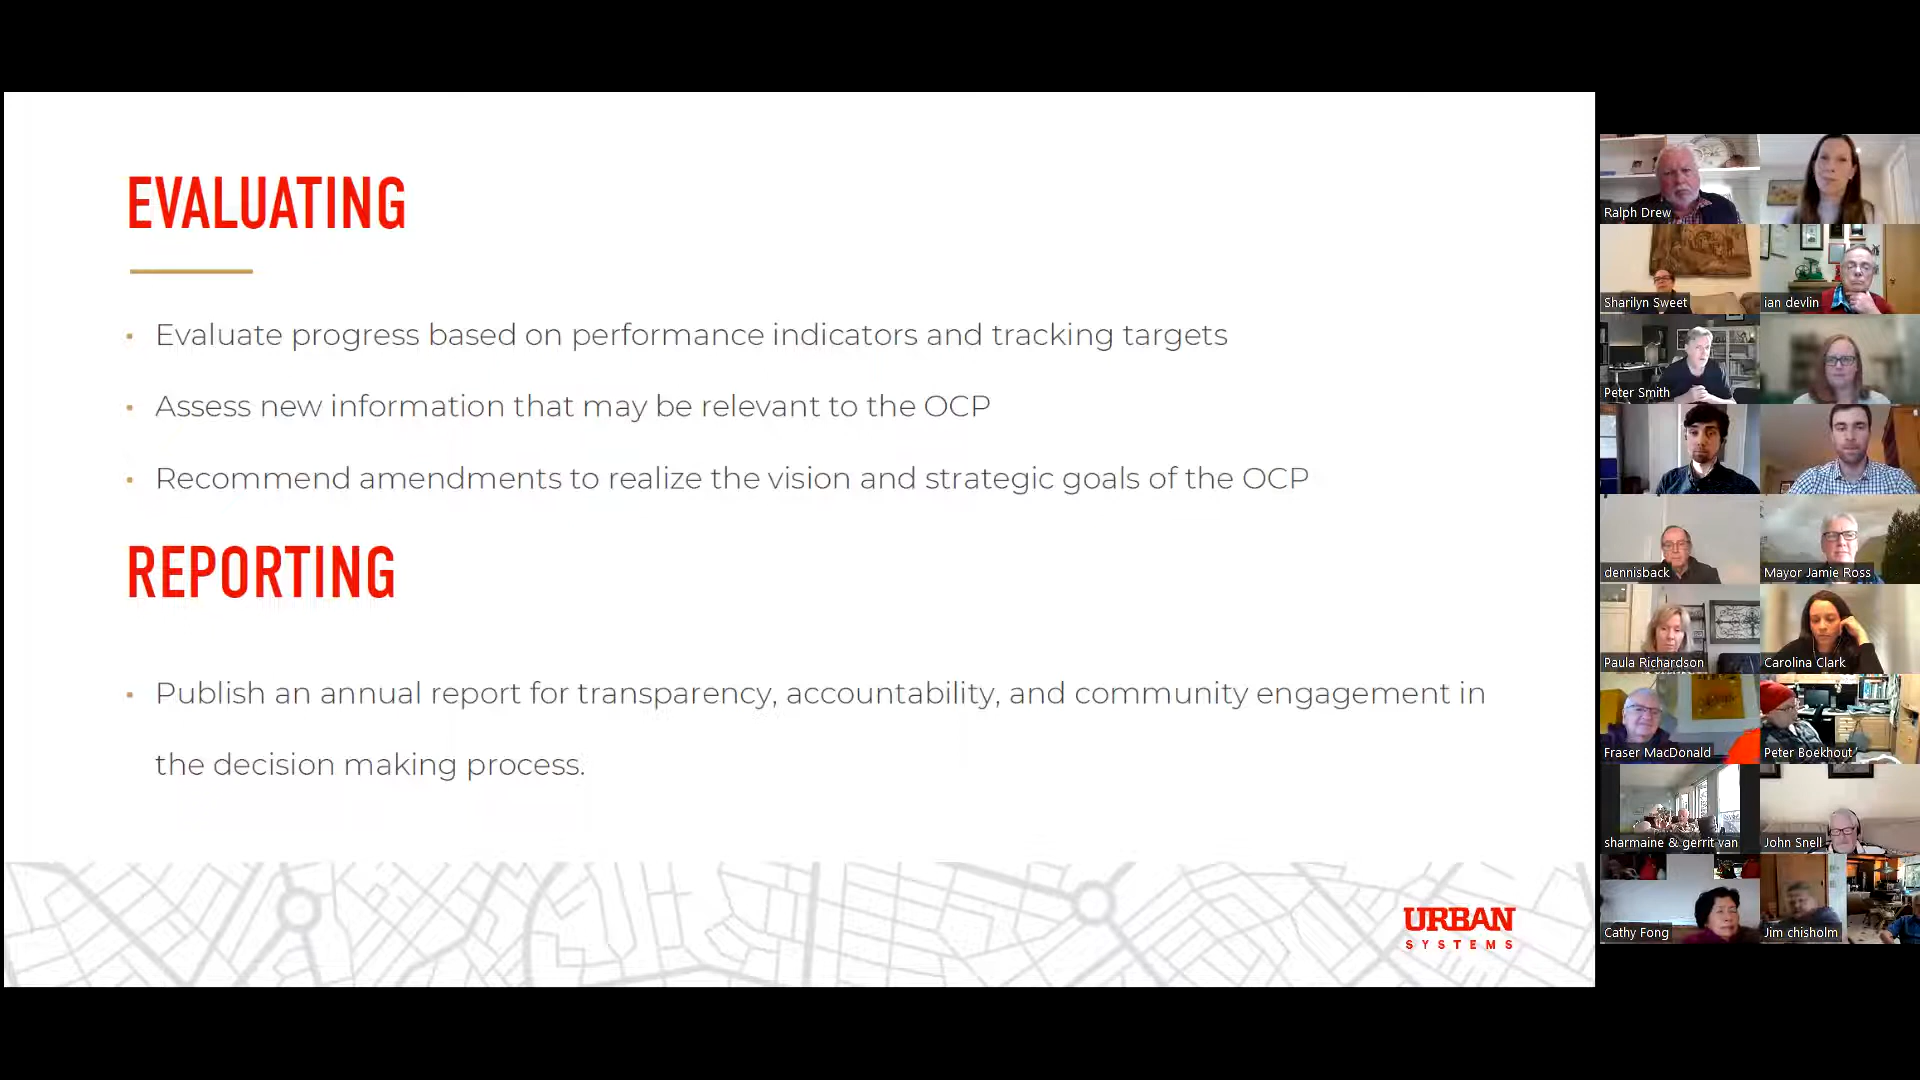 EVALUATING
Evaluate progress based on performance indicators and tracking targets
Assess new information that may be relevant to the OCP
Recommend amendments to realize the vision and strategic goals of the OCP
REPORTING
Publish an annual report for transparency, accountability, and community engagement in
the decision making process.
URBAN
SYSTEMS
Ralph Drew
Sharilyn Sweet
ian devlin
Peter Smith
dennisback
Mayor Jamie Ross
Paula Richardson
Carolina Clark
Fraser MacDonald
Peter Boekhout
sharmaine & gerrit van
John Snell
Cathy Fong
Jim chisholm